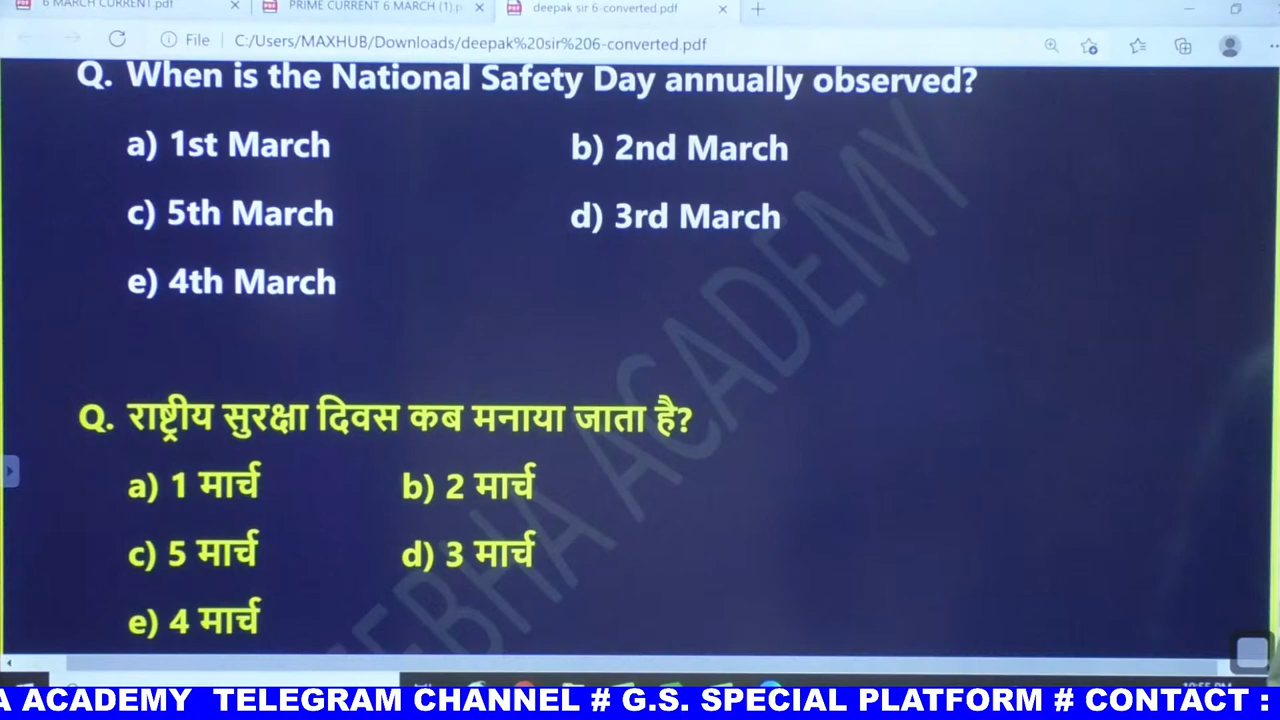 6 MARCH CURRENT.pdf
PRIME CURRENT 6 MARCH (1).p
deepak sir 6-converted.pdf
File C:/Users/MAXHUB/Downloads/deepak%20sir%206-converted.pdf
Q. When is the National Safety Day annually observed?
a) 1st March b) 2nd March
c) 5th March d) 3rd March
e) 4th March
Q. राष्ट्रीय सुरक्षा दिवस कब मनाया जाता है?
a) 1 मार्च b) 2 मार्च
c) 5 मार्च d) 3 मार्च
e) 4 मार्च
ACADEMY
A ACADEMY TELEGRAM CHANNEL # G.S. SPECIAL PLATFORM # CONTACT :